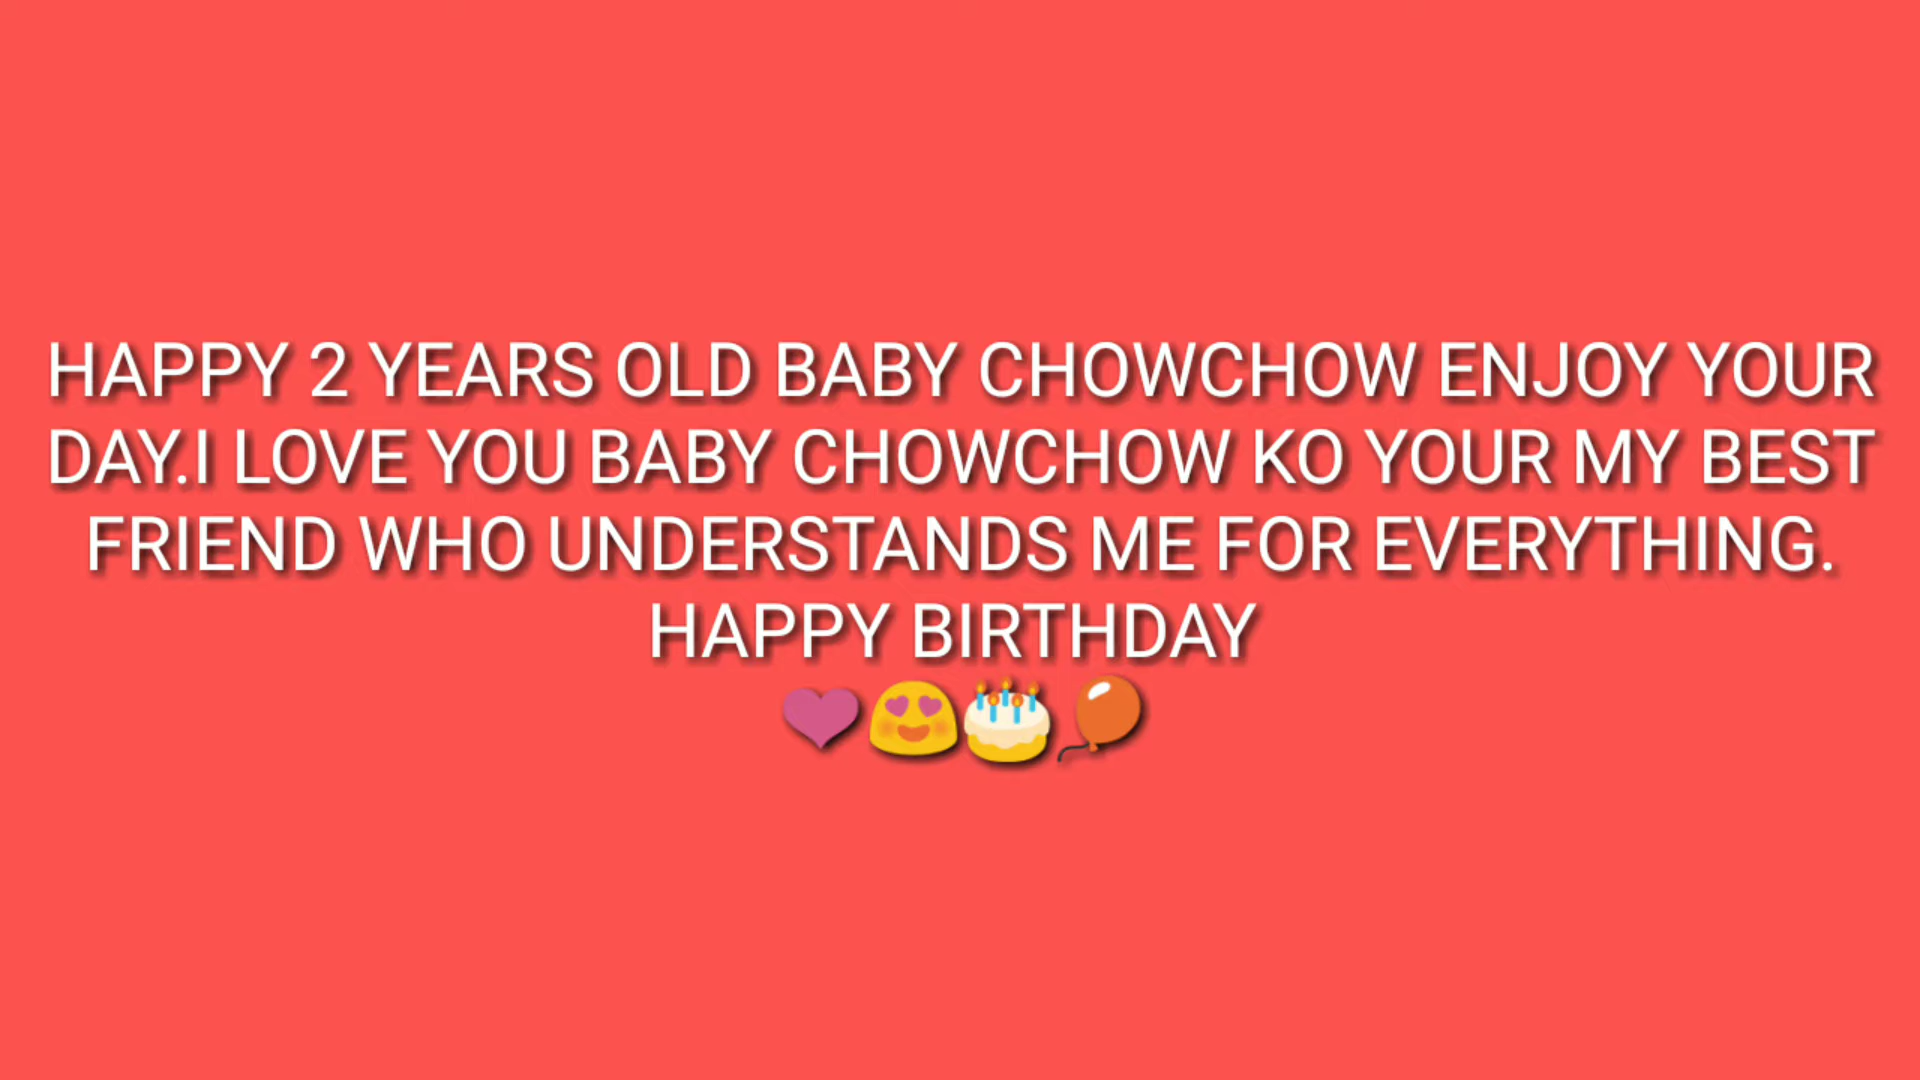 HAPPY 2 YEARS OLD BABY CHOWCHOW ENJOY YOUR
DAY.I LOVE YOU BABY CHOWCHOW KO YOUR MY BEST
FRIEND WHO UNDERSTANDS ME FOR EVERYTHING.
HAPPY BIRTHDAY